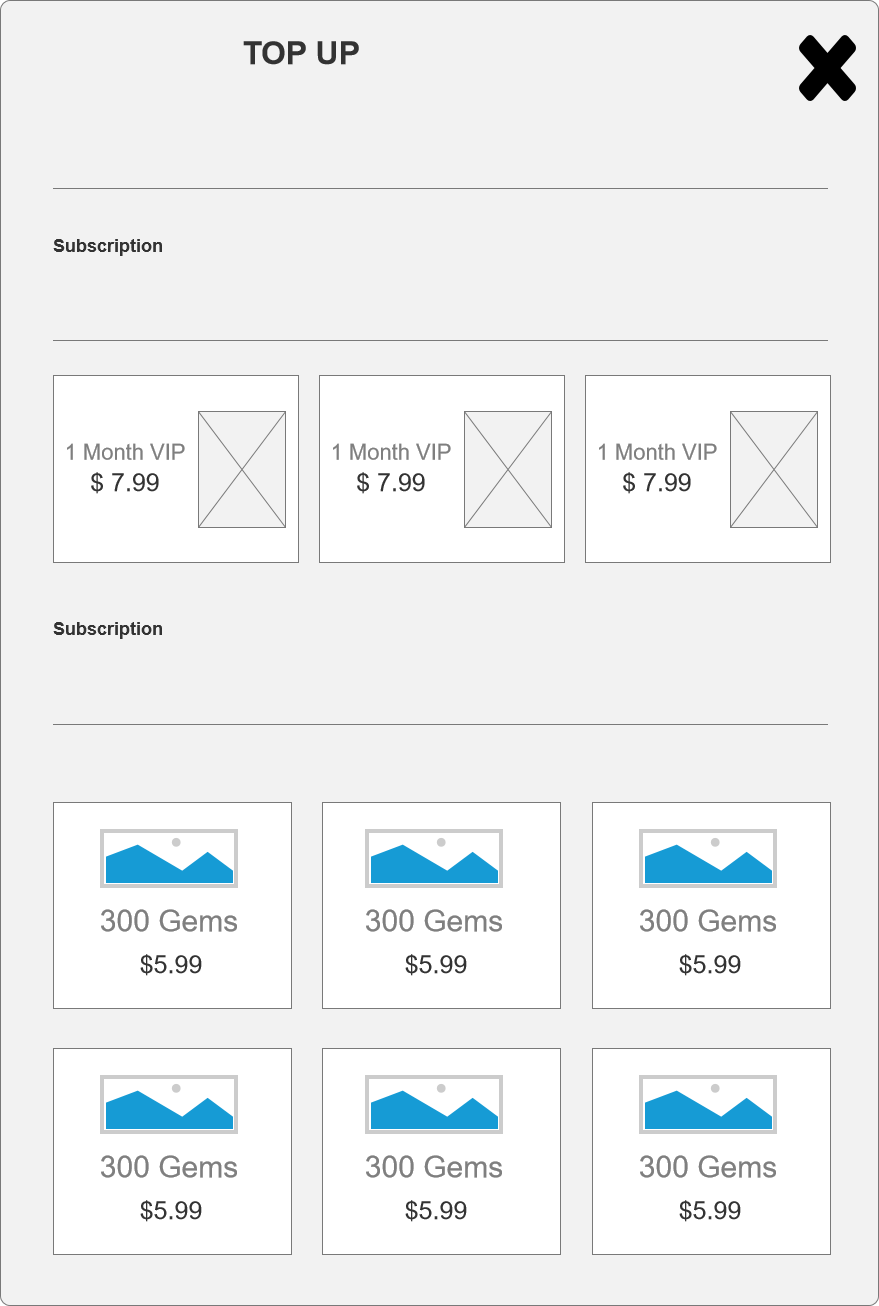 TOP UP
Subscription
1 Month VIP
$ 7.99
1 Month VIP
$ 7.99
1 Month VIP
$ 7.99
Subscription
300 Gems
$5.99
300 Gems
$5.99
300 Gems
$5.99
300 Gems
$5.99
300 Gems
$5.99
300 Gems
$5.99